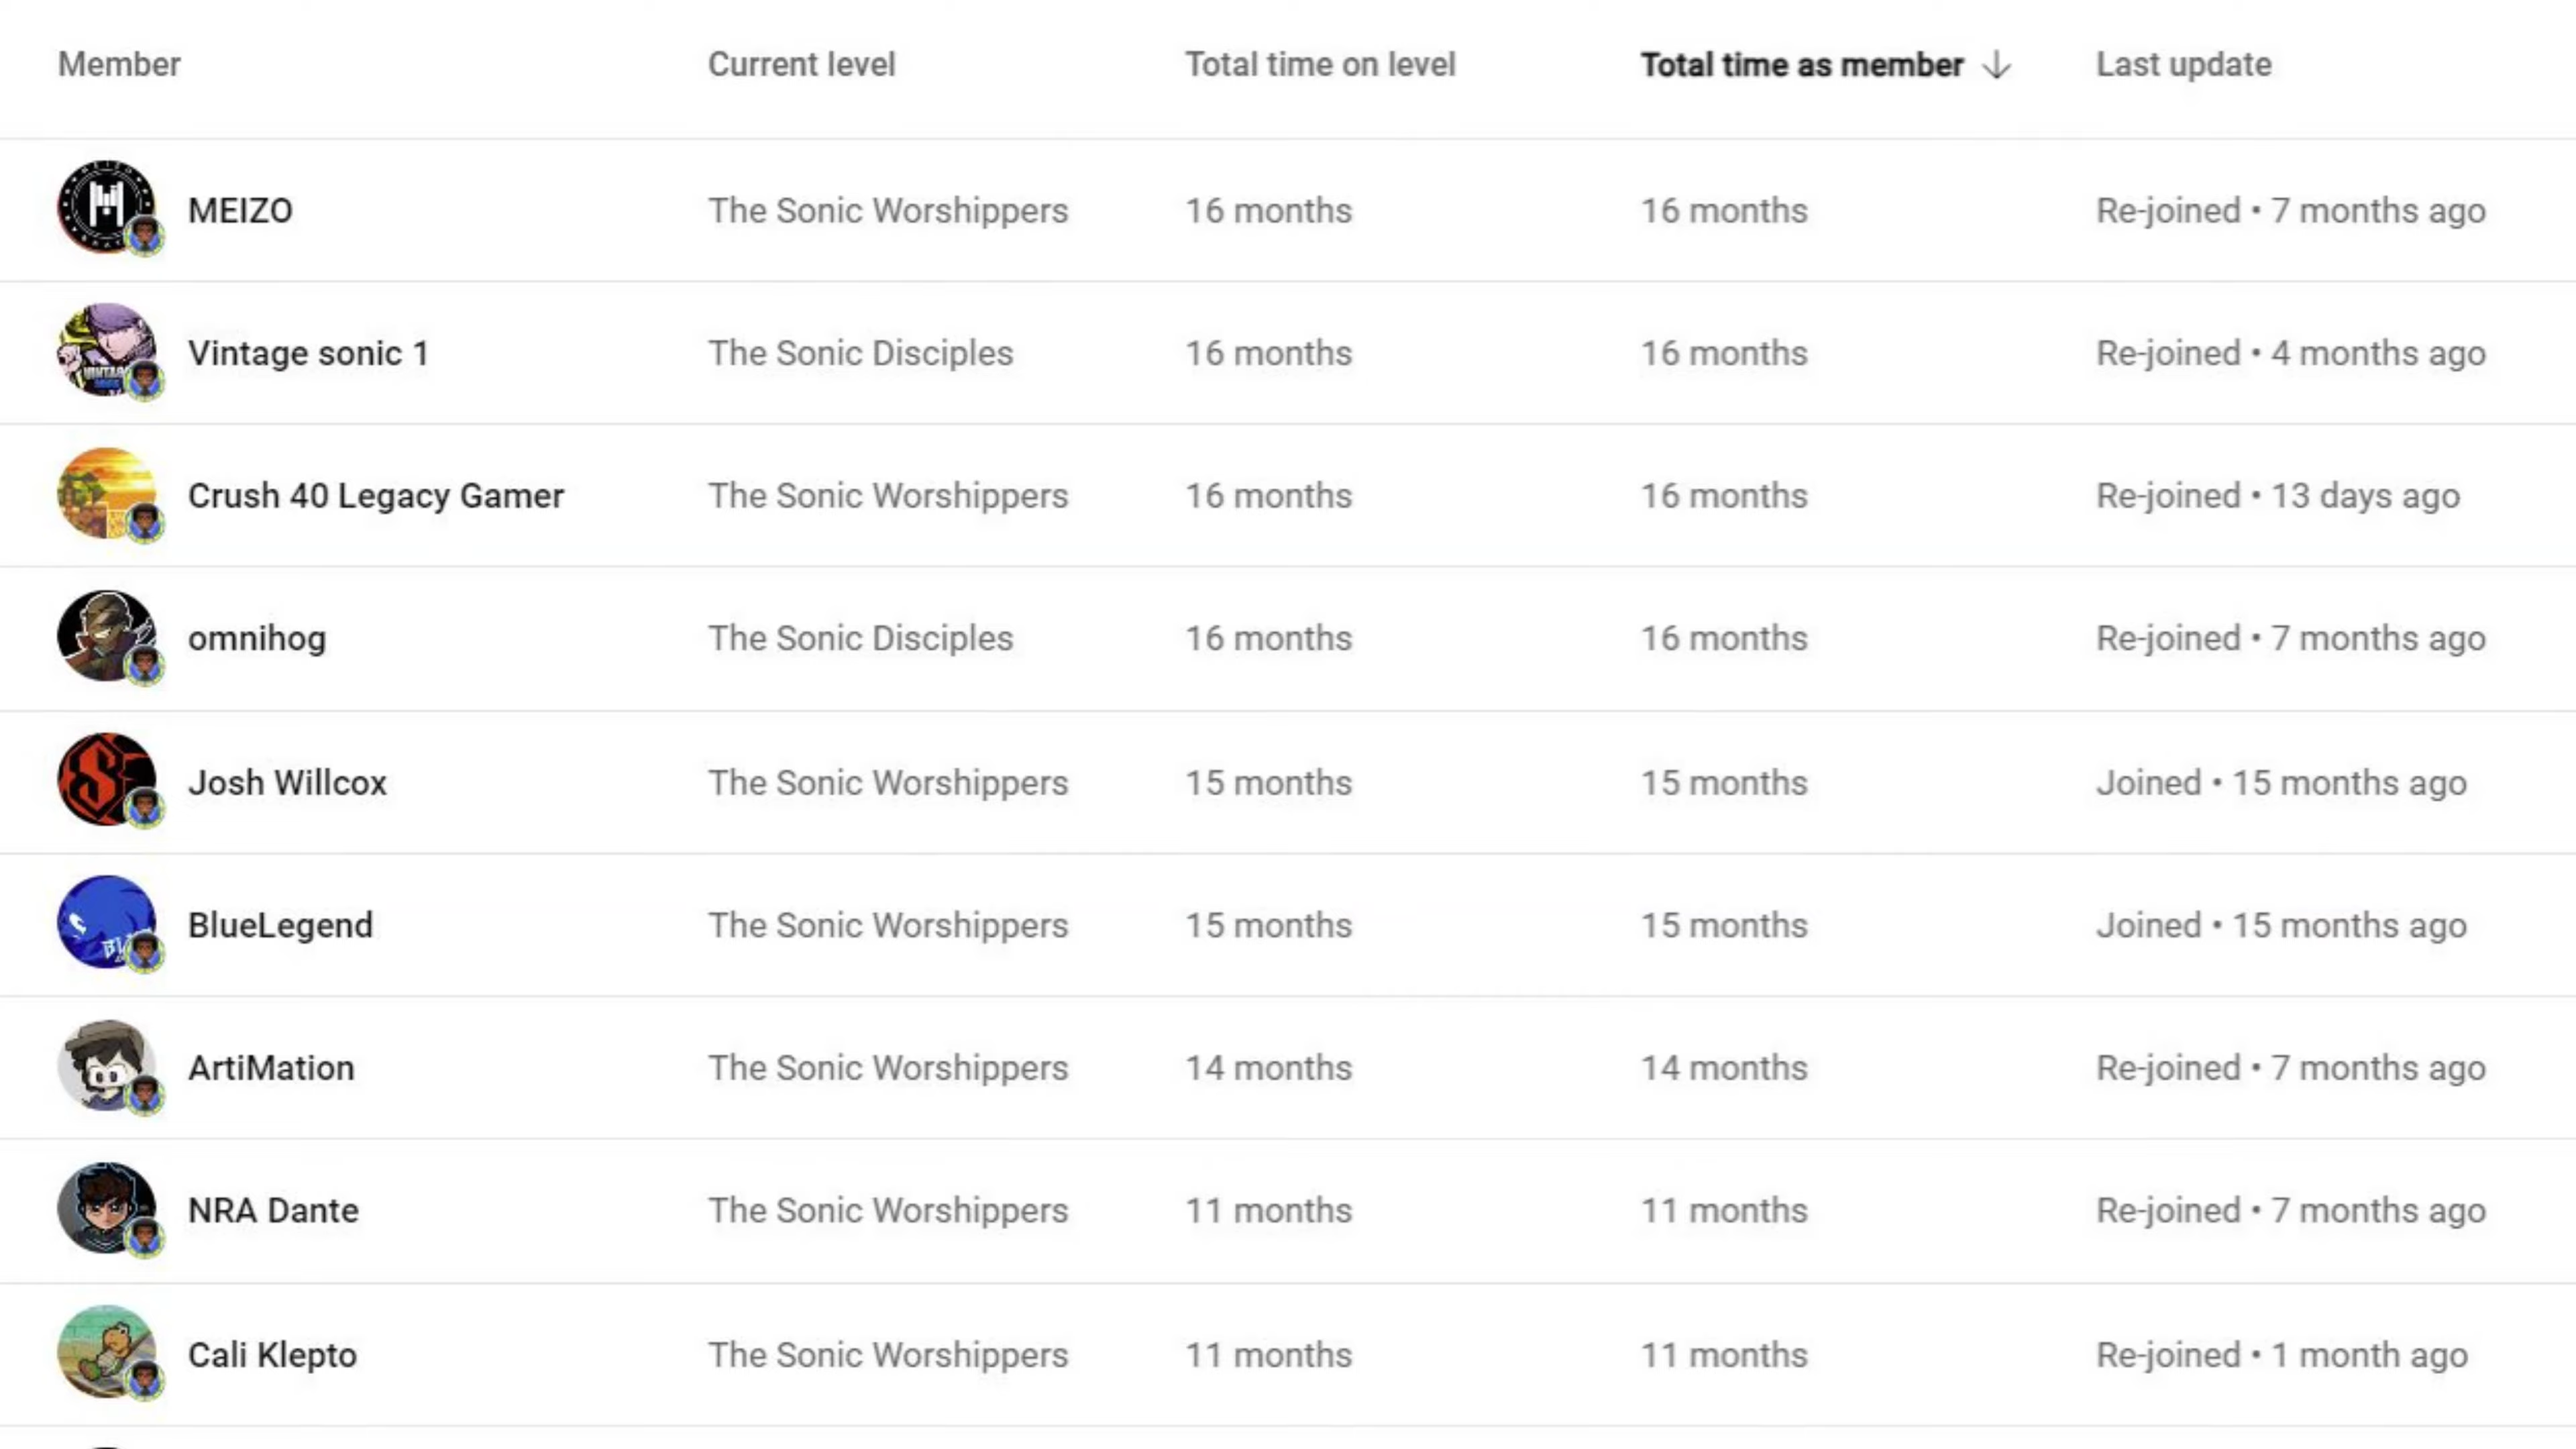 Member Current level Total time on level Total time as member ↓ Last update
MEIZO The Sonic Worshippers 16 months 16 months Re-joined • 7 months ago
Vintage sonic 1 The Sonic Disciples 16 months 16 months Re-joined • 4 months ago
Crush 40 Legacy Gamer The Sonic Worshippers 16 months 16 months Re-joined • 13 days ago
omnihog The Sonic Disciples 16 months 16 months Re-joined • 7 months ago
Josh Willcox The Sonic Worshippers 15 months 15 months Joined • 15 months ago
BlueLegend The Sonic Worshippers 15 months 15 months Joined • 15 months ago
ArtiMation The Sonic Worshippers 14 months 14 months Re-joined • 7 months ago
NRA Dante The Sonic Worshippers 11 months 11 months Re-joined • 7 months ago
Cali Klepto The Sonic Worshippers 11 months 11 months Re-joined • 1 month ago